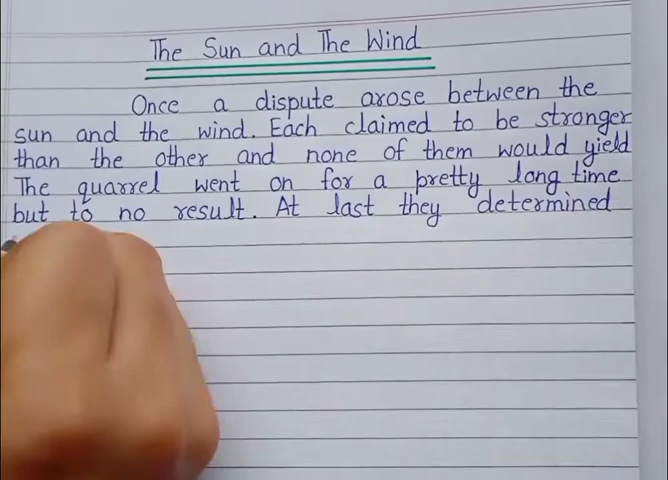 The Sun and The Wind
Once a dispute arose between the
sun and the wind. Each claimed to be stronger
than the other and none of them would yield
The quarrel went on for a pretty long time
but to no result. At last they determined